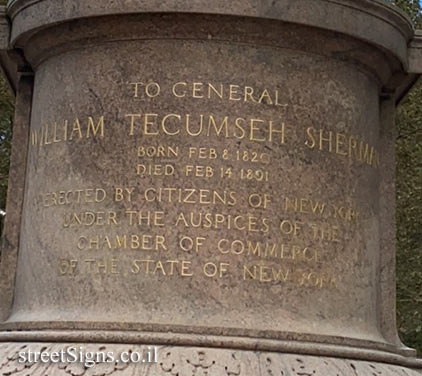 TO GENERAL
WILLIAM TECUMSEH SHERMAN
BORN FEB 8 1820
DIED FEB 14 1891
ERECTED BY CITIZENS OF NEW YORK
UNDER THE AUSPICES OF THE
CHAMBER OF COMMERCE
OF THE STATE OF NEW YORK
www.streetSigns.co.il